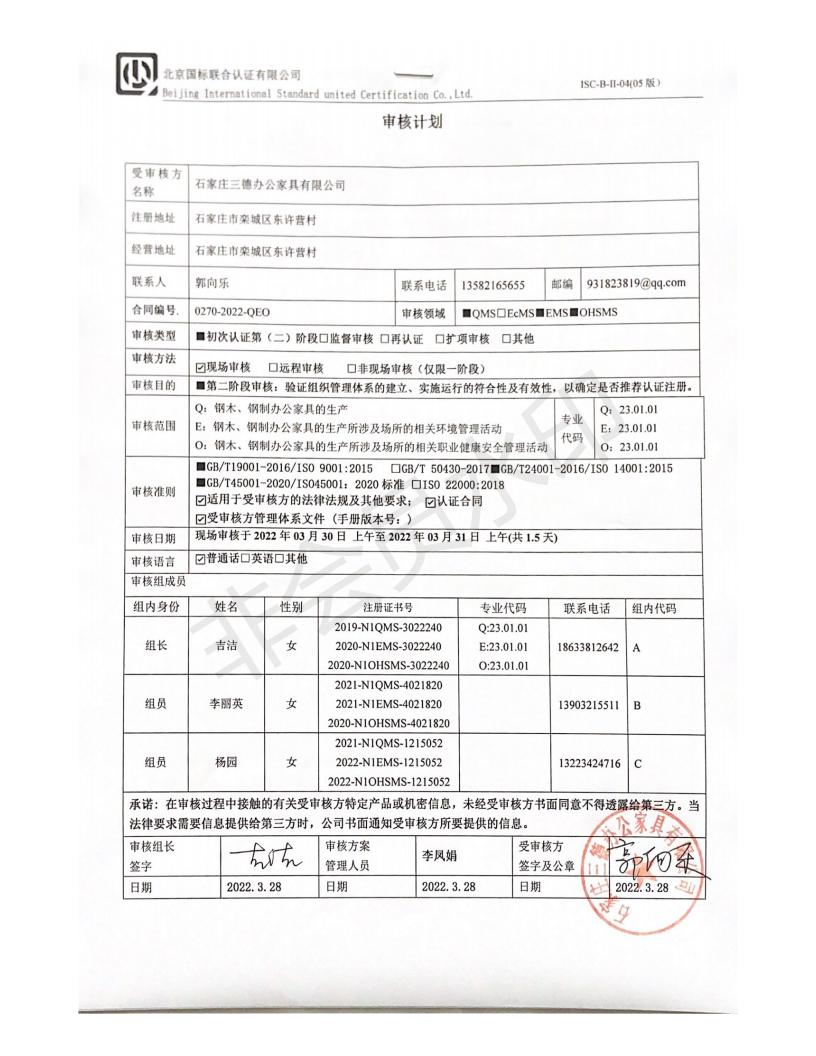 北京国标联合认证有限公司
Beijing International Standard united Certification Co.,Ltd.
ISC-B-II-04(05版)
审核计划
受审核方名称 石家庄三德办公家具有限公司
注册地址 石家庄市栾城区东许营村
经营地址 石家庄市栾城区东许营村
联系人 郭向乐 联系电话 13582165655 邮编 931823819@qq.com
合同编号. 0270-2022-QEO 审核领域 ■QMS□EcMS■EMS■OHSMS
审核类型 ■初次认证第（二）阶段□监督审核 □再认证 □扩项审核 □其他
审核方法 ☑现场审核 □远程审核 □非现场审核（仅限一阶段）
审核目的 ■第二阶段审核：验证组织管理体系的建立、实施运行的符合性及有效性，以确定是否推荐认证注册。
审核范围 Q：钢木、钢制办公家具的生产
E：钢木、钢制办公家具的生产所涉及场所的相关环境管理活动
O：钢木、钢制办公家具的生产所涉及场所的相关职业健康安全管理活动
专业代码 Q：23.01.01
E：23.01.01
O：23.01.01
审核准则 ■GB/T19001-2016/ISO 9001:2015 □GB/T 50430-2017■GB/T24001-2016/ISO 14001:2015
■GB/T45001-2020/ISO45001：2020 标准 □ISO 22000:2018
☑适用于受审核方的法律法规及其他要求； ☑认证合同
☑受审核方管理体系文件（手册版本号：）
审核日期 现场审核于 2022 年 03 月 30 日 上午至 2022 年 03 月 31 日 上午(共 1.5 天)
审核语言 ☑普通话□英语□其他
审核组成员
组内身份 姓名 性别 注册证书号 专业代码 联系电话 组内代码
组长 吉洁 女 2019-N1QMS-3022240 Q:23.01.01 18633812642 A
2020-N1EMS-3022240 E:23.01.01
2020-N1OHSMS-3022240 O:23.01.01
组员 李丽英 女 2021-N1QMS-4021820 13903215511 B
2021-N1EMS-4021820
2020-N1OHSMS-4021820
组员 杨园 女 2021-N1QMS-1215052 13223424716 C
2022-N1EMS-1215052
2022-N1OHSMS-1215052
承诺：在审核过程中接触的有关受审核方特定产品或机密信息，未经受审核方书面同意不得透露给第三方。当
法律要求需要信息提供给第三方时，公司书面通知受审核方所要提供的信息。
审核组长签字 吉洁 审核方案管理人员 李凤娟 受审核方签字及公章 郭向乐
日期 2022.3.28 日期 2022.3.28 日期 2022.3.28
石家庄三德办公家具有限公司
非会员水印